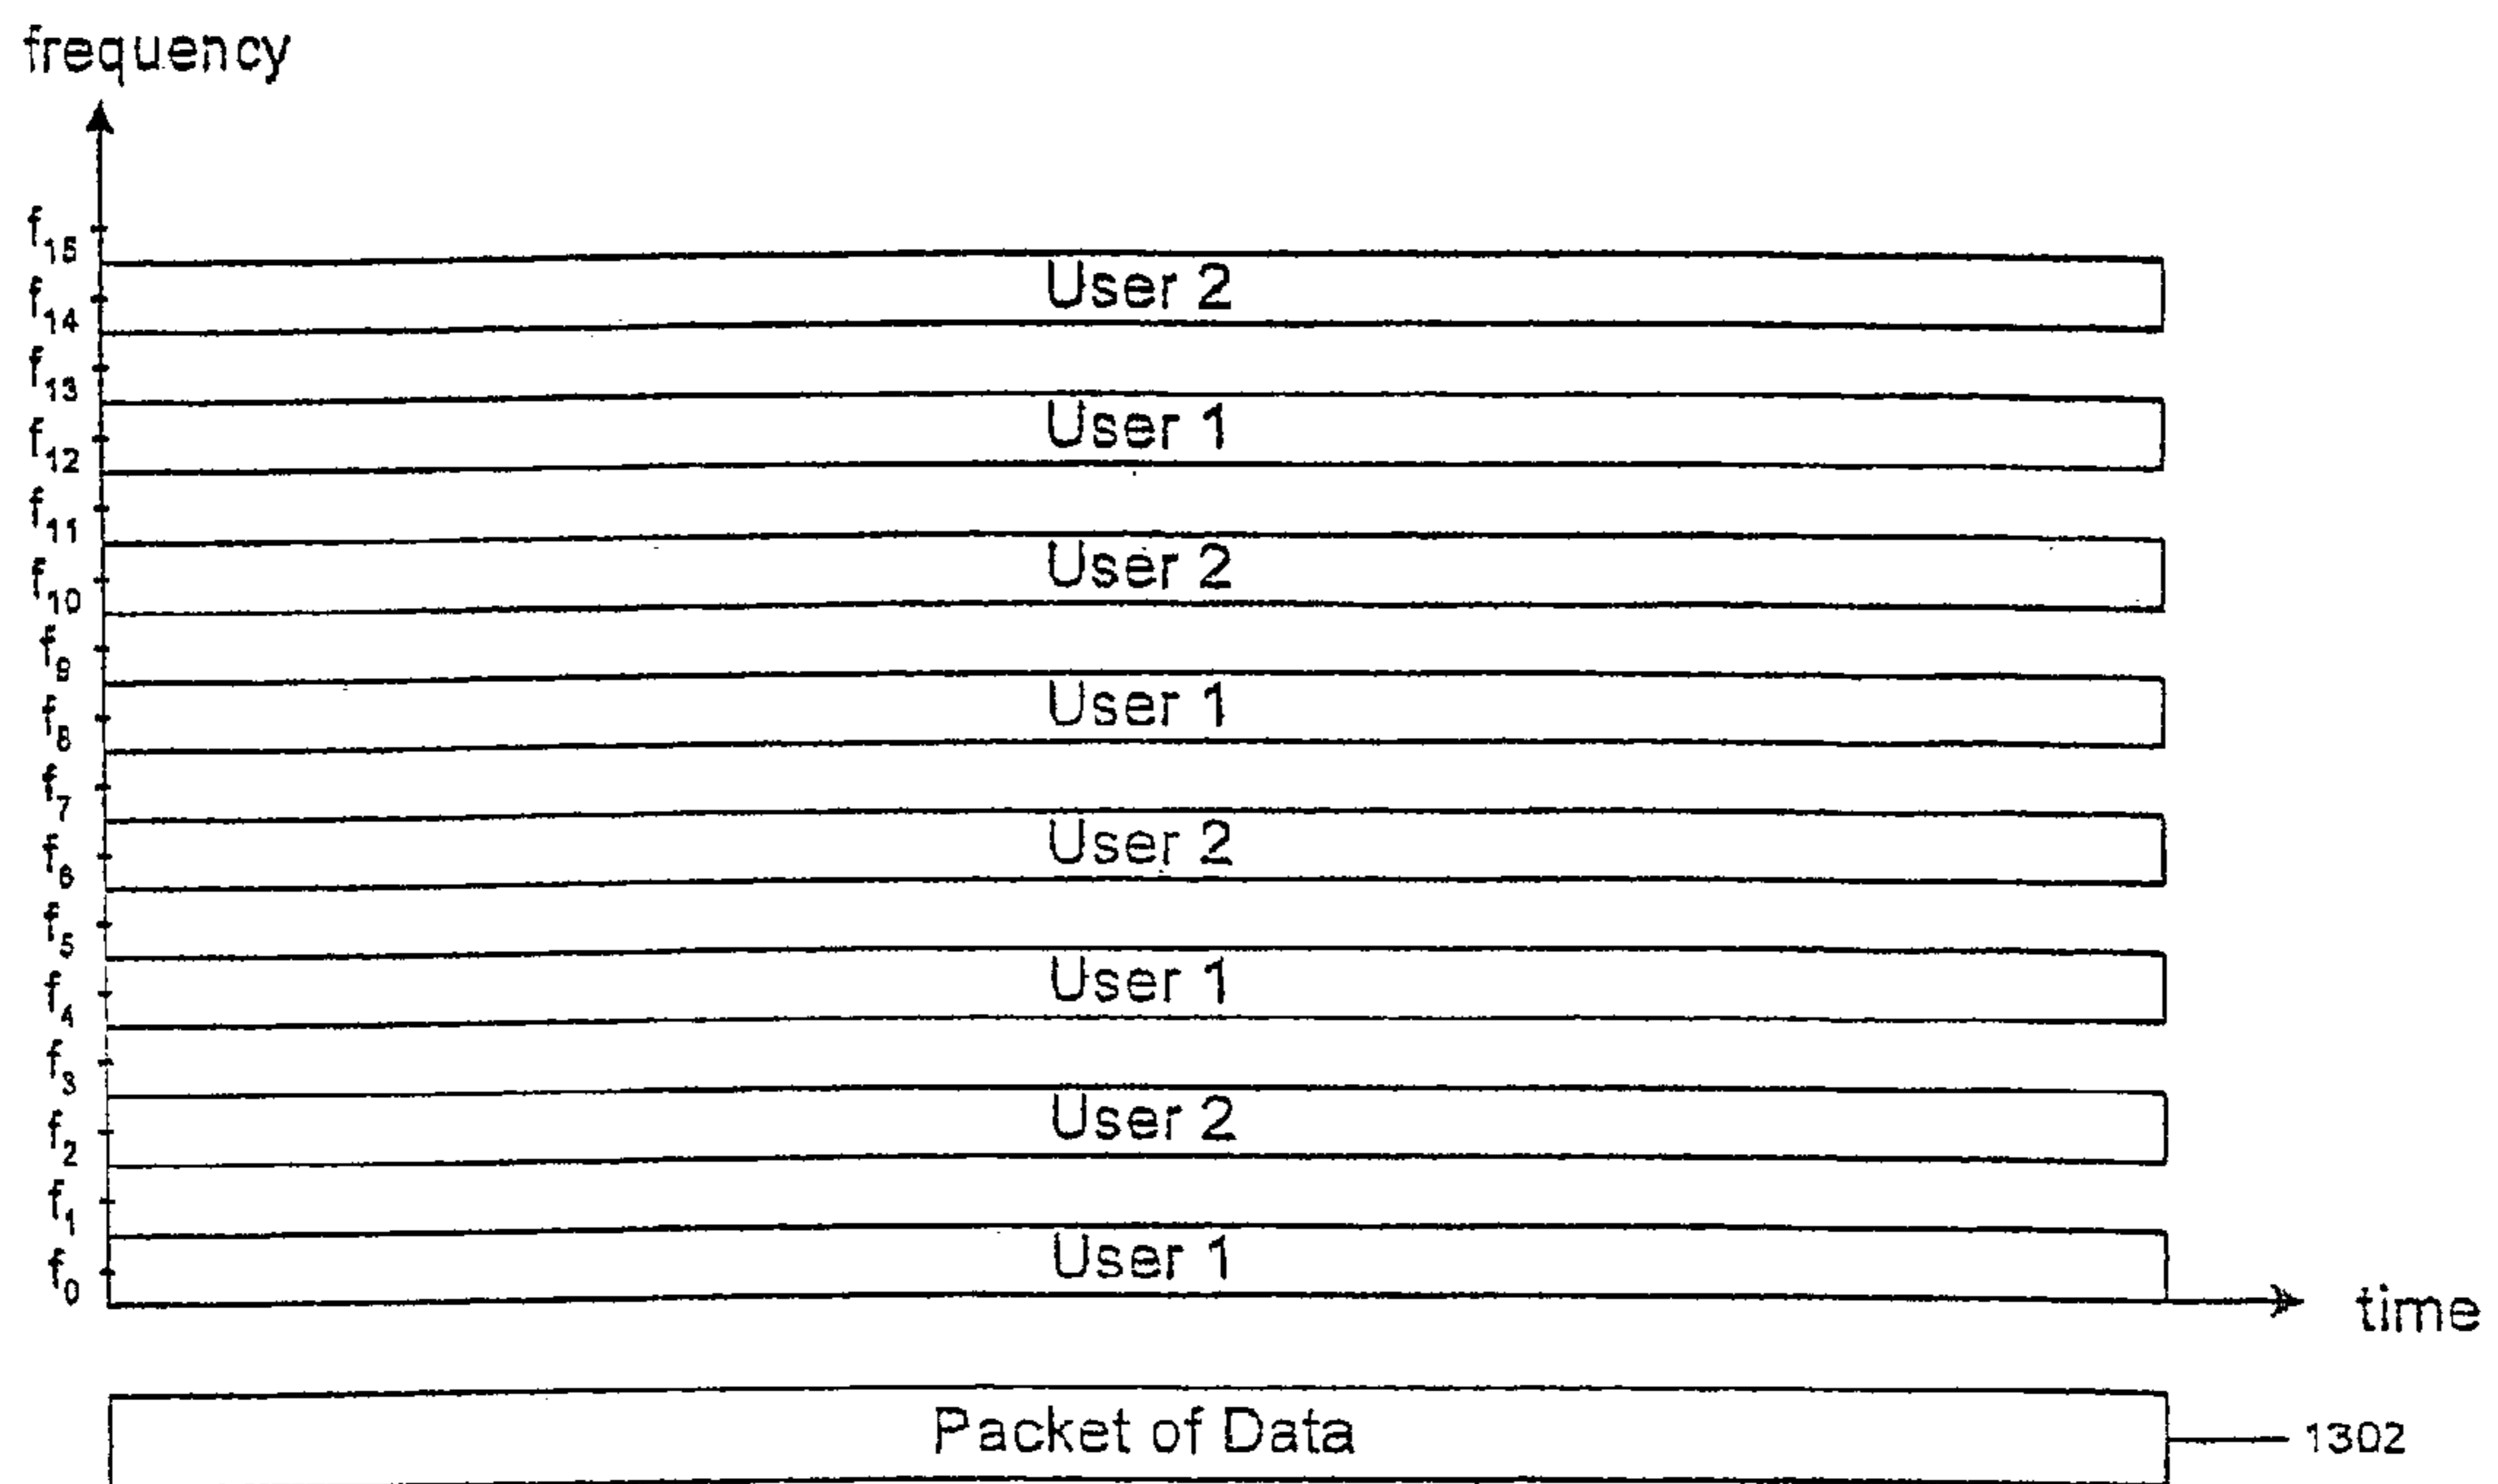 frequency
f15
User 2
f14
f13
User 1
f12
f11
User 2
f10
f9
User 1
f8
f7
User 2
f6
f5
User 1
f4
f3
User 2
f2
f1
User 1
f0
time
Packet of Data
1302